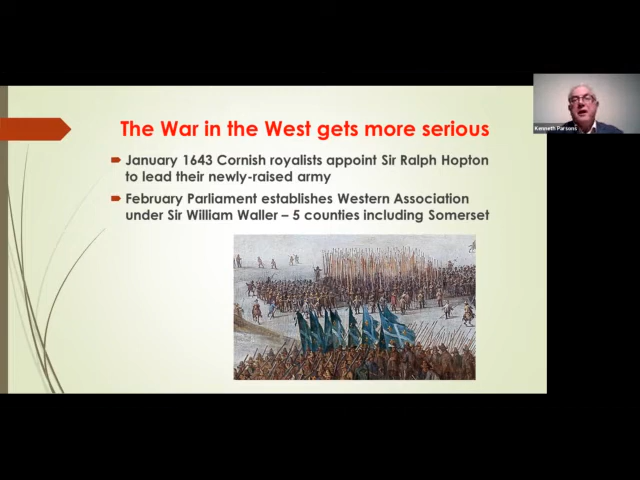 The War in the West gets more serious
January 1643 Cornish royalists appoint Sir Ralph Hopton
to lead their newly-raised army
February Parliament establishes Western Association
under Sir William Waller – 5 counties including Somerset
Kenneth Parsons